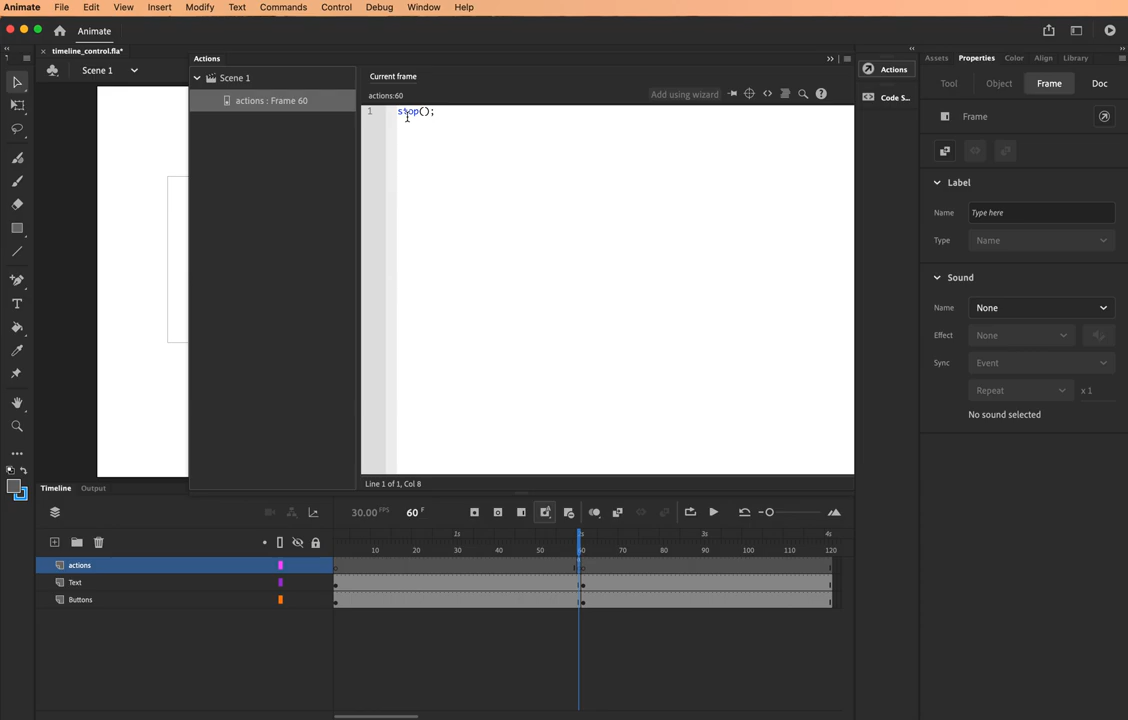 Animate File Edit View Insert Modify Text Commands Control Debug Window Help
Animate
timeline_control.fla*
Scene 1
Actions
Scene 1
actions : Frame 60
Current frame
actions:60
Add using wizard
1 stop();
Line 1 of 1, Col 8
Actions
Code S...
Assets Properties Color Align Library
Tool Object Frame Doc
Frame
Label
Name Type here
Type Name
Sound
Name None
Effect None
Sync Event
Repeat x 1
No sound selected
Timeline Output
30.00 FPS 60 F
1s 2s 3s 4s
10 20 30 40 50 60 70 80 90 100 110 120
actions
Text
Buttons